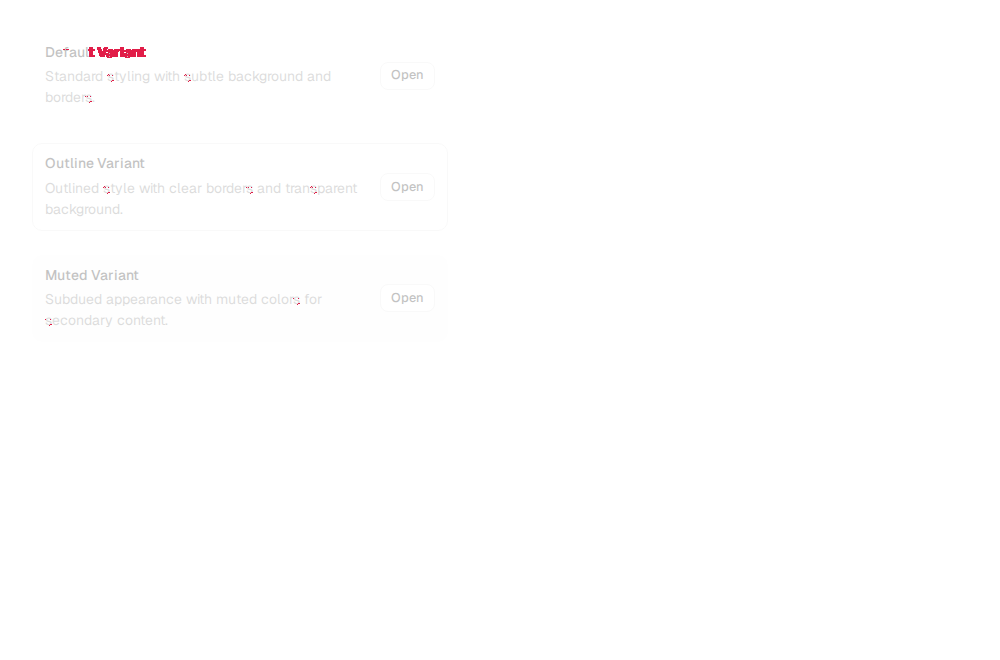 Default Variant
Standard styling with subtle background and
borders.
Open
Outline Variant
Outlined style with clear borders and transparent
background.
Open
Muted Variant
Subdued appearance with muted colors for
secondary content.
Open